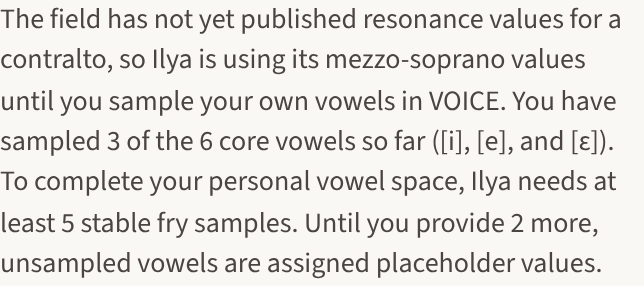 The field has not yet published resonance values for a
contralto, so Ilya is using its mezzo-soprano values
until you sample your own vowels in VOICE. You have
sampled 3 of the 6 core vowels so far ([i], [e], and [ɛ]).
To complete your personal vowel space, Ilya needs at
least 5 stable fry samples. Until you provide 2 more,
unsampled vowels are assigned placeholder values.